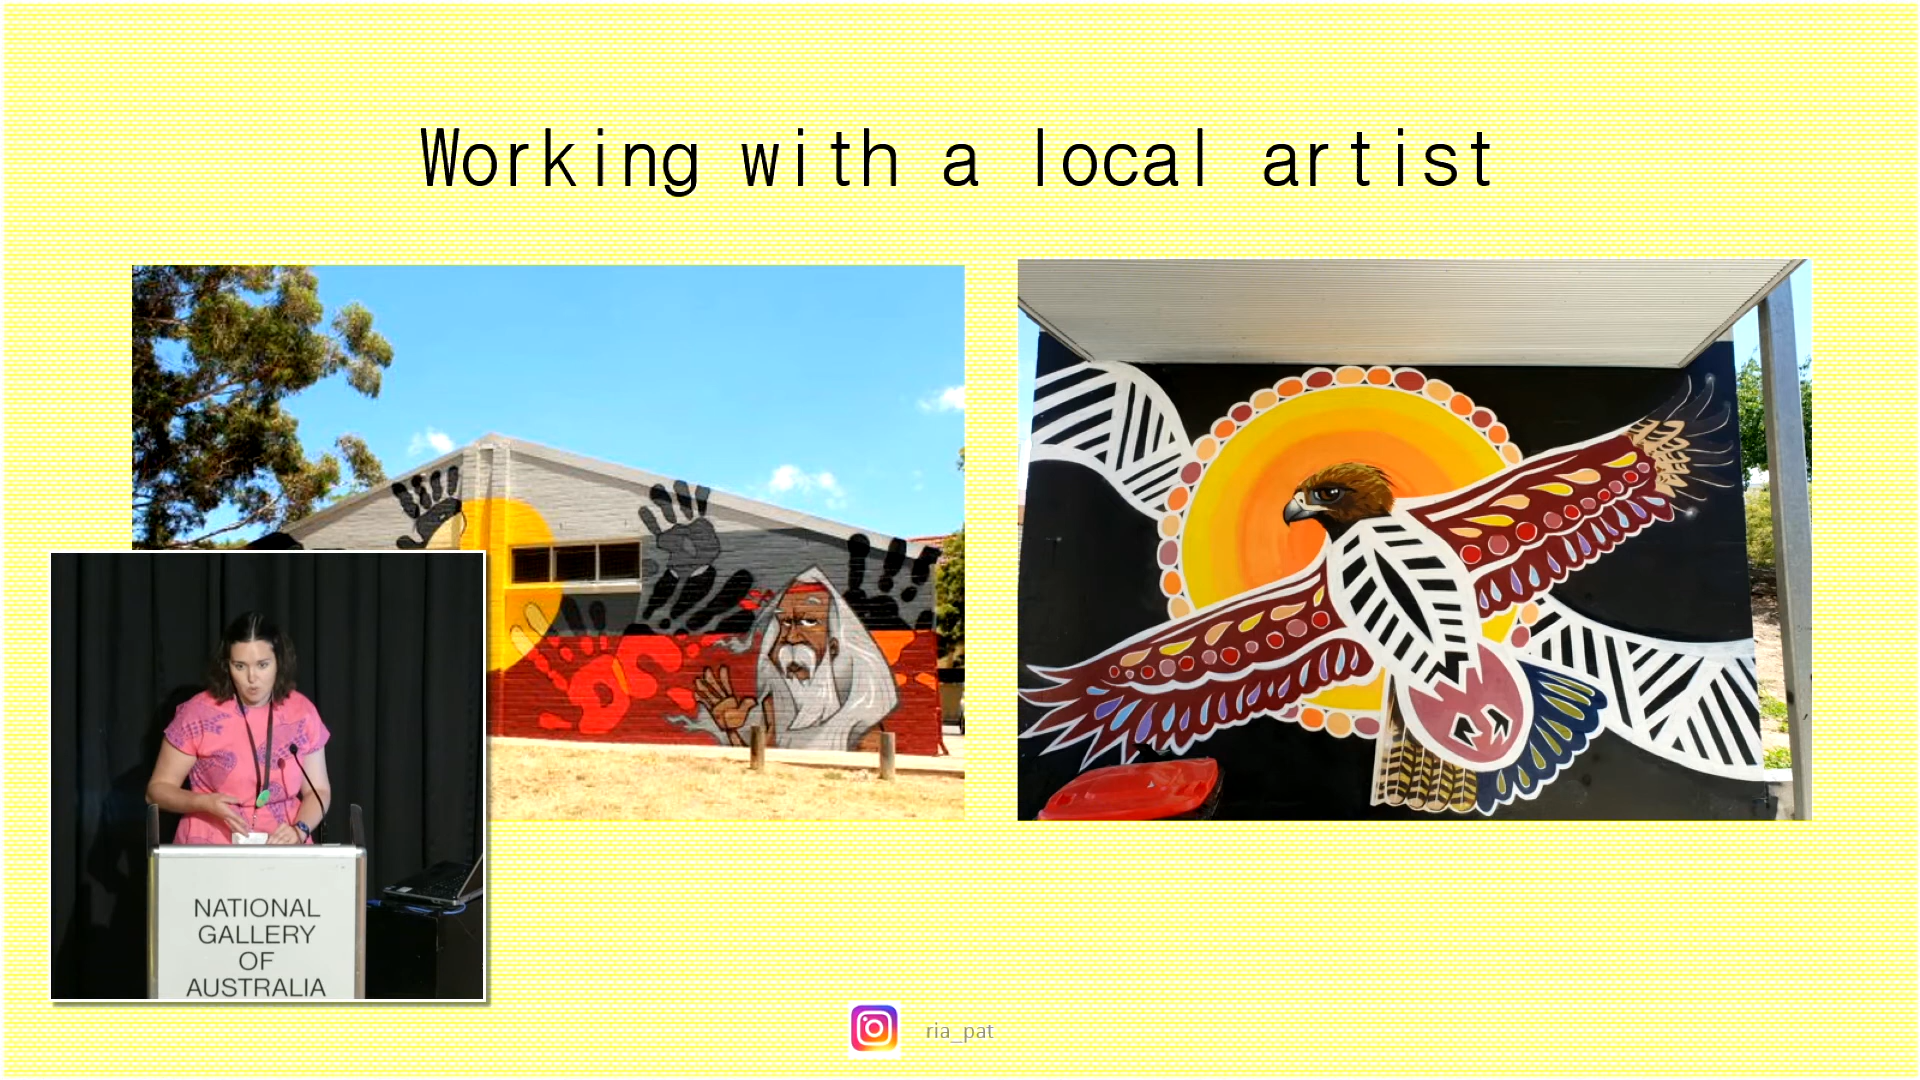 Working with a local artist
NATIONAL
GALLERY
OF
AUSTRALIA
ria_pat